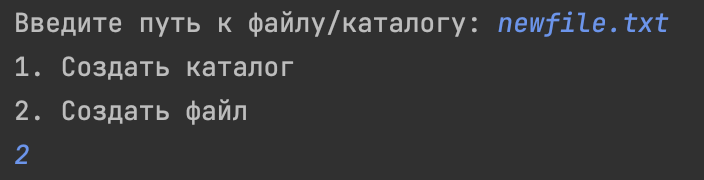 Введите путь к файлу/каталогу: newfile.txt
1. Создать каталог
2. Создать файл
2